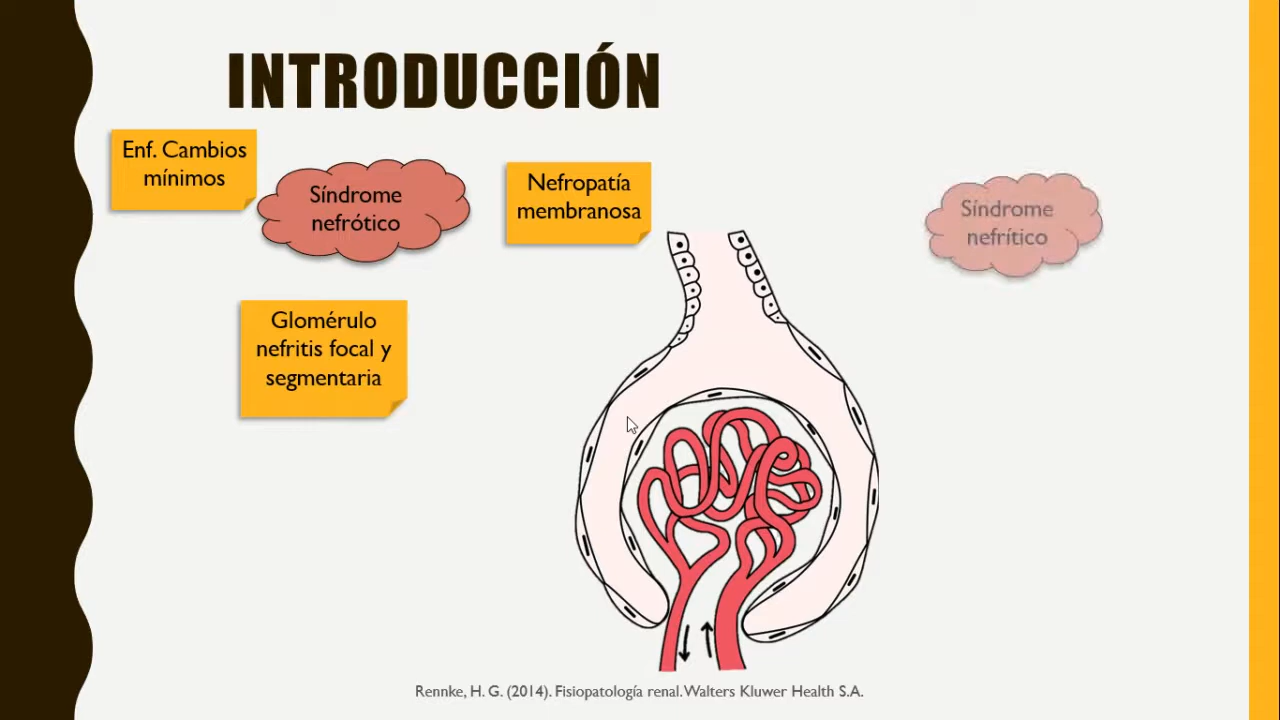 INTRODUCCIÓN
Enf. Cambios
mínimos
Síndrome
nefrótico
Nefropatía
membranosa
Síndrome
nefrítico
Glomérulo
nefritis focal y
segmentaria
Rennke, H. G. (2014). Fisiopatología renal. Walters Kluwer Health S.A.